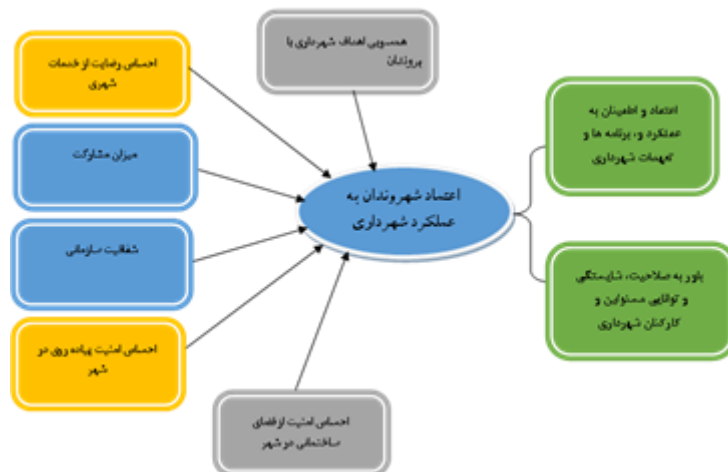 همسویی اهداف شهرداری با
پروندان
احساس رضایت از خدمات
شهری
میزان مشارکت
شفافیت سازمانی
احساس امنیت پیاده روی در
شهر
احساس امنیت از فضای
ساختمانی در شهر
اعتماد شهروندان به
عملکرد شهرداری
اعتماد و اطمینان به
عملکرد و، برنامه ها و
تعهدات شهرداری
باور به صلاحیت، شایستگی
و توانایی مسئولین و
کارکنان شهرداری